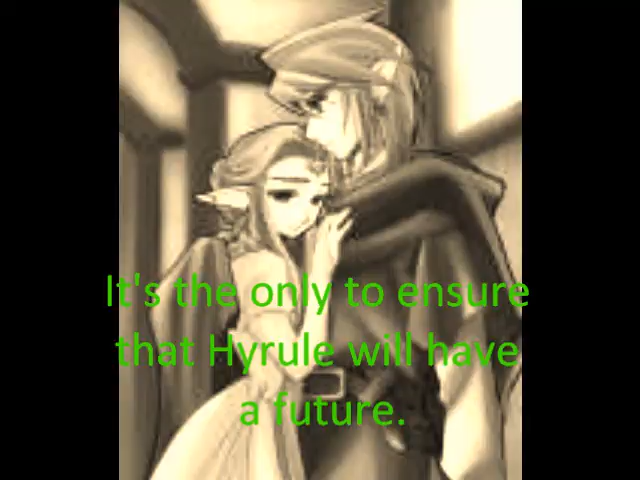 It's the only to ensure
that Hyrule will have
a future.